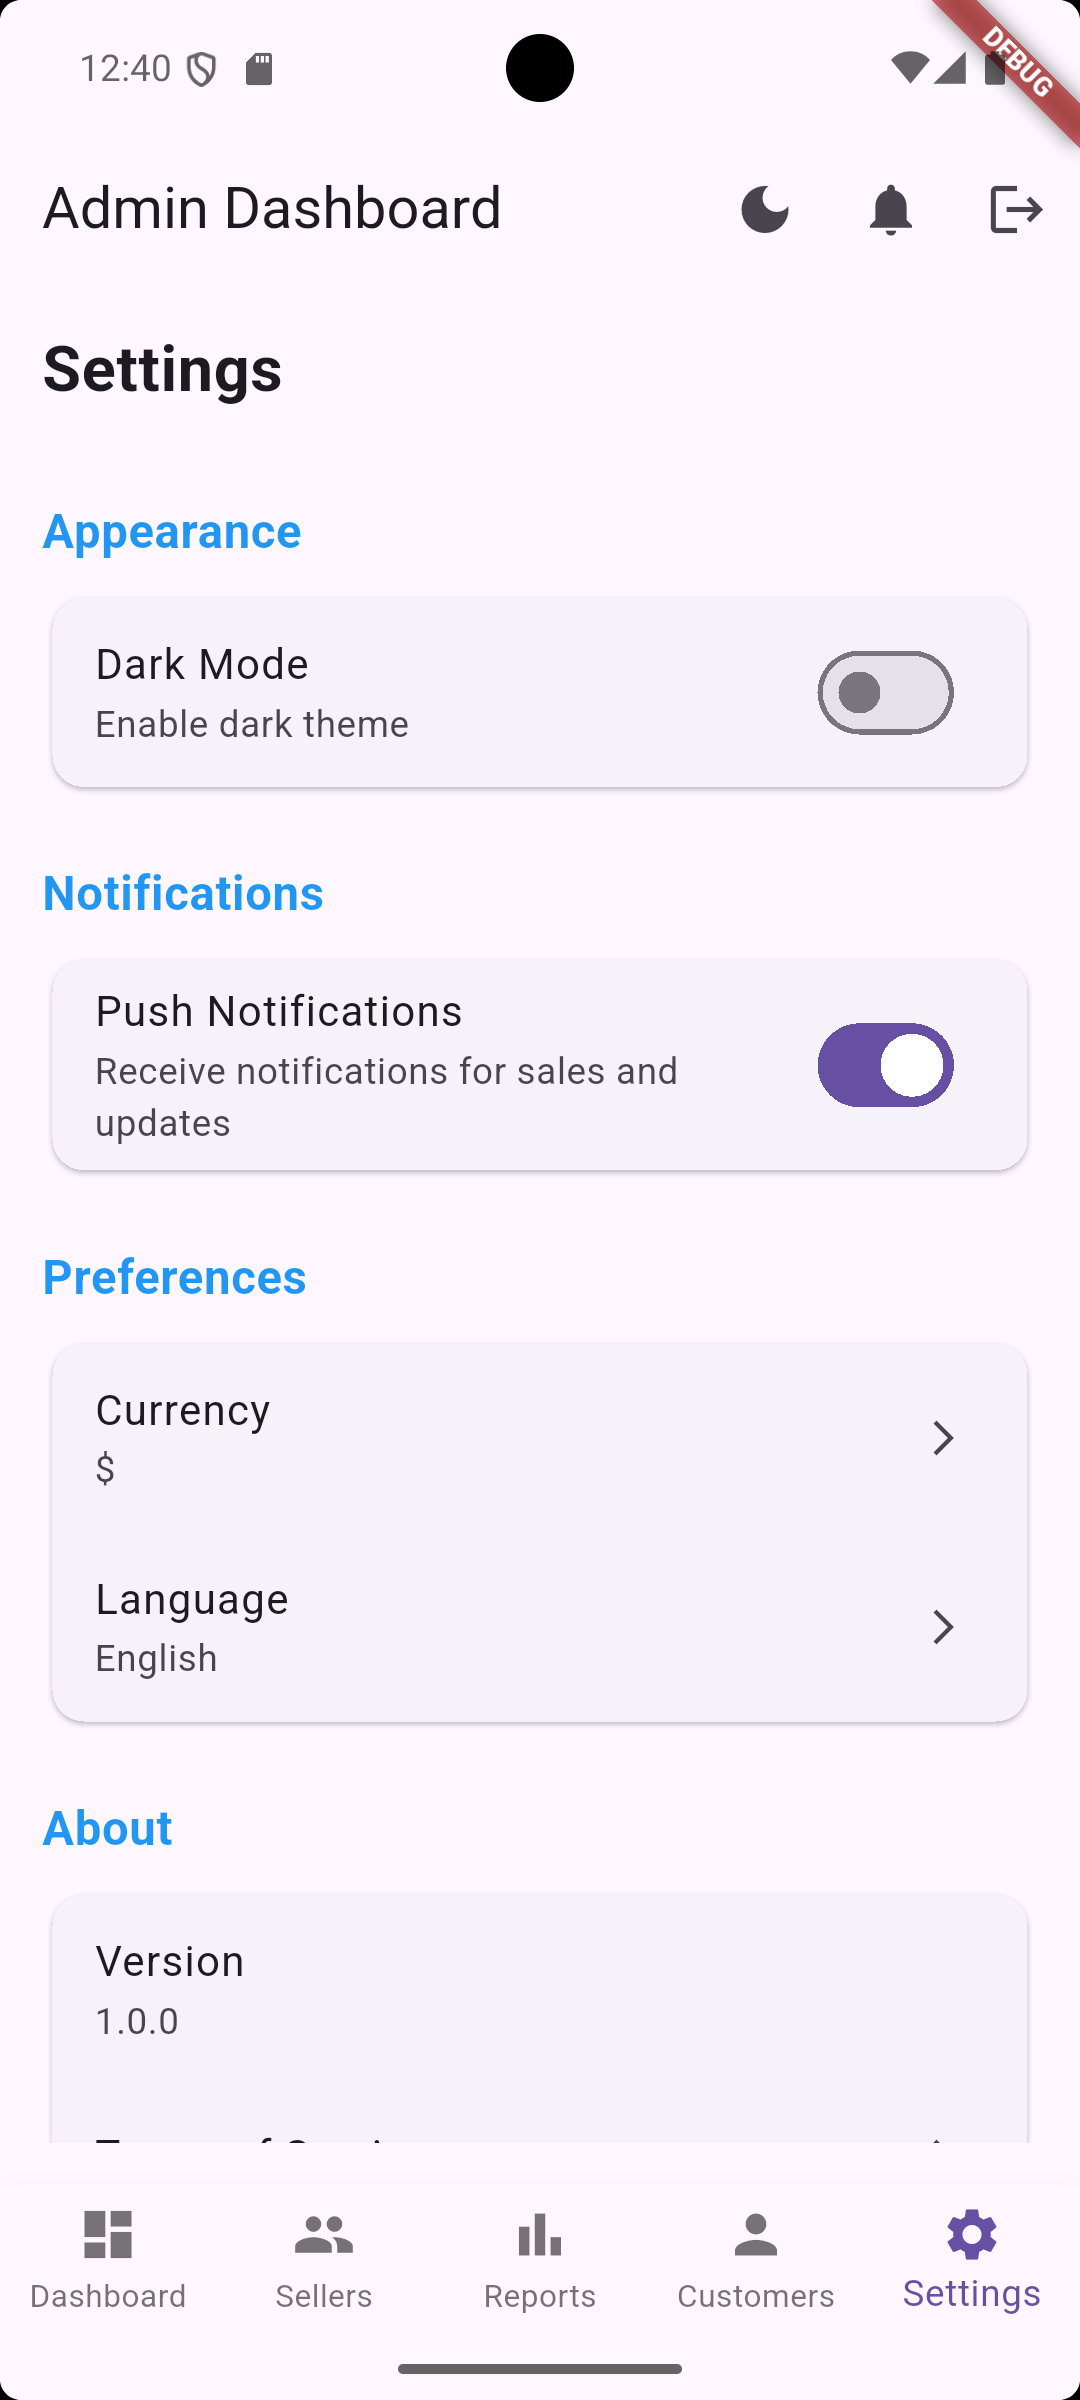 12:40
DEBUG
Admin Dashboard
Settings
Appearance
Dark Mode
Enable dark theme
Notifications
Push Notifications
Receive notifications for sales and
updates
Preferences
Currency
$
Language
English
About
Version
1.0.0
Dashboard
Sellers
Reports
Customers
Settings